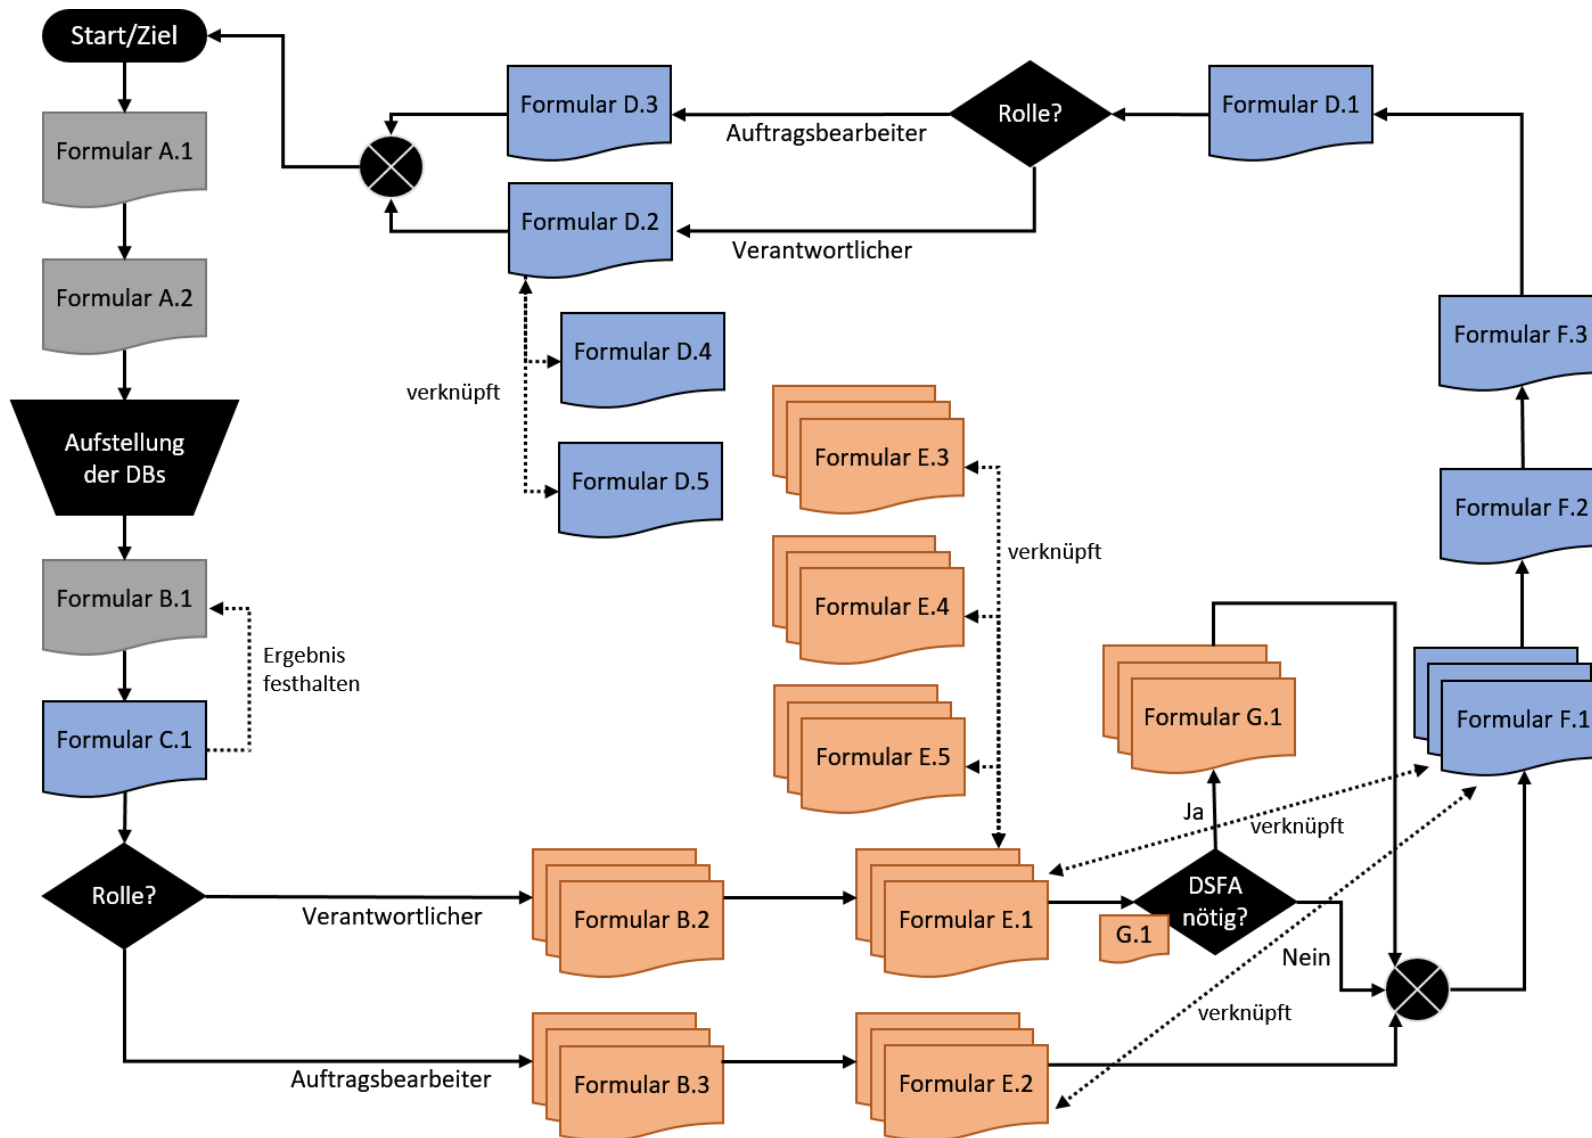 Start/Ziel
Formular A.1
Formular A.2
Aufstellung
der DBs
Formular B.1
Ergebnis
festhalten
Formular C.1
Rolle?
Verantwortlicher
Auftragsbearbeiter
Formular B.2
Formular B.3
Formular E.1
Formular E.2
Formular E.3
Formular E.4
Formular E.5
verknüpft
DSFA
nötig?
G.1
Ja
Nein
Formular G.1
verknüpft
verknüpft
Formular F.1
Formular F.2
Formular F.3
Formular D.1
Rolle?
Auftragsbearbeiter
Verantwortlicher
Formular D.3
Formular D.2
verknüpft
Formular D.4
Formular D.5